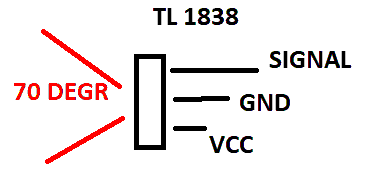 TL 1838
SIGNAL
70 DEGR
GND
VCC